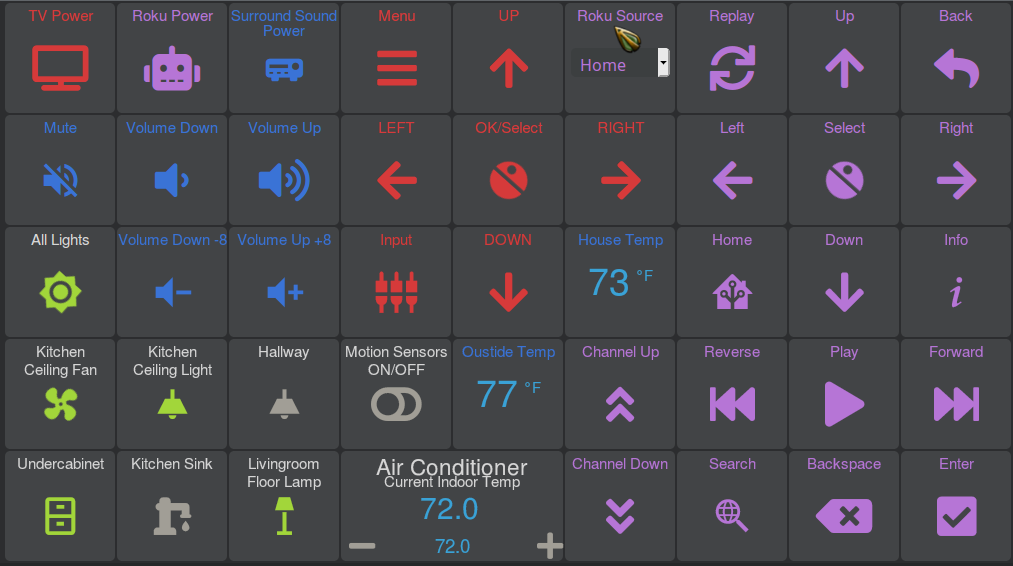 TV Power
Roku Power
Surround Sound
Power
Menu
UP
Roku Source
Home
Replay
Up
Back
Mute
Volume Down
Volume Up
LEFT
OK/Select
RIGHT
Left
Select
Right
All Lights
Volume Down -8
Volume Up +8
Input
DOWN
House Temp
73 °F
Home
Down
Info
Kitchen
Ceiling Fan
Kitchen
Ceiling Light
Hallway
Motion Sensors
ON/OFF
Oustide Temp
77 °F
Channel Up
Reverse
Play
Forward
Undercabinet
Kitchen Sink
Livingroom
Floor Lamp
Air Conditioner
Current Indoor Temp
72.0
72.0
Channel Down
Search
Backspace
Enter